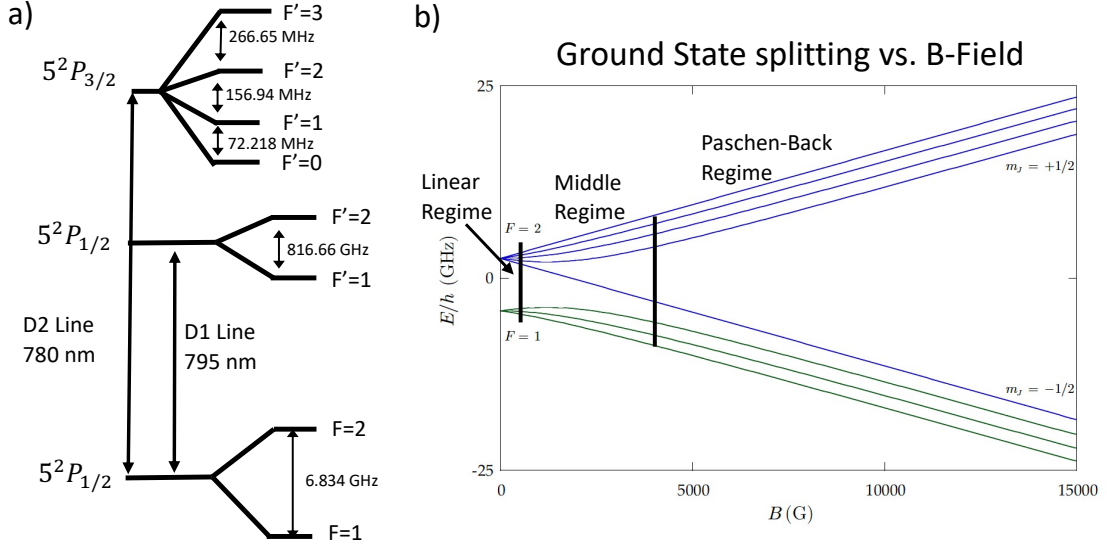 a)
F'=3
266.65 MHz
5²P₃/₂
F'=2
156.94 MHz
F'=1
72.218 MHz
F'=0
5²P₁/₂
F'=2
816.66 GHz
F'=1
D2 Line
780 nm
D1 Line
795 nm
F=2
5²P₁/₂
6.834 GHz
F=1
b)
Ground State splitting vs. B-Field
25
0
-25
E/h (GHz)
Linear
Regime
Middle
Regime
Paschen-Back
Regime
F = 2
F = 1
m_J = +1/2
m_J = −1/2
0
5000
10000
15000
B (G)